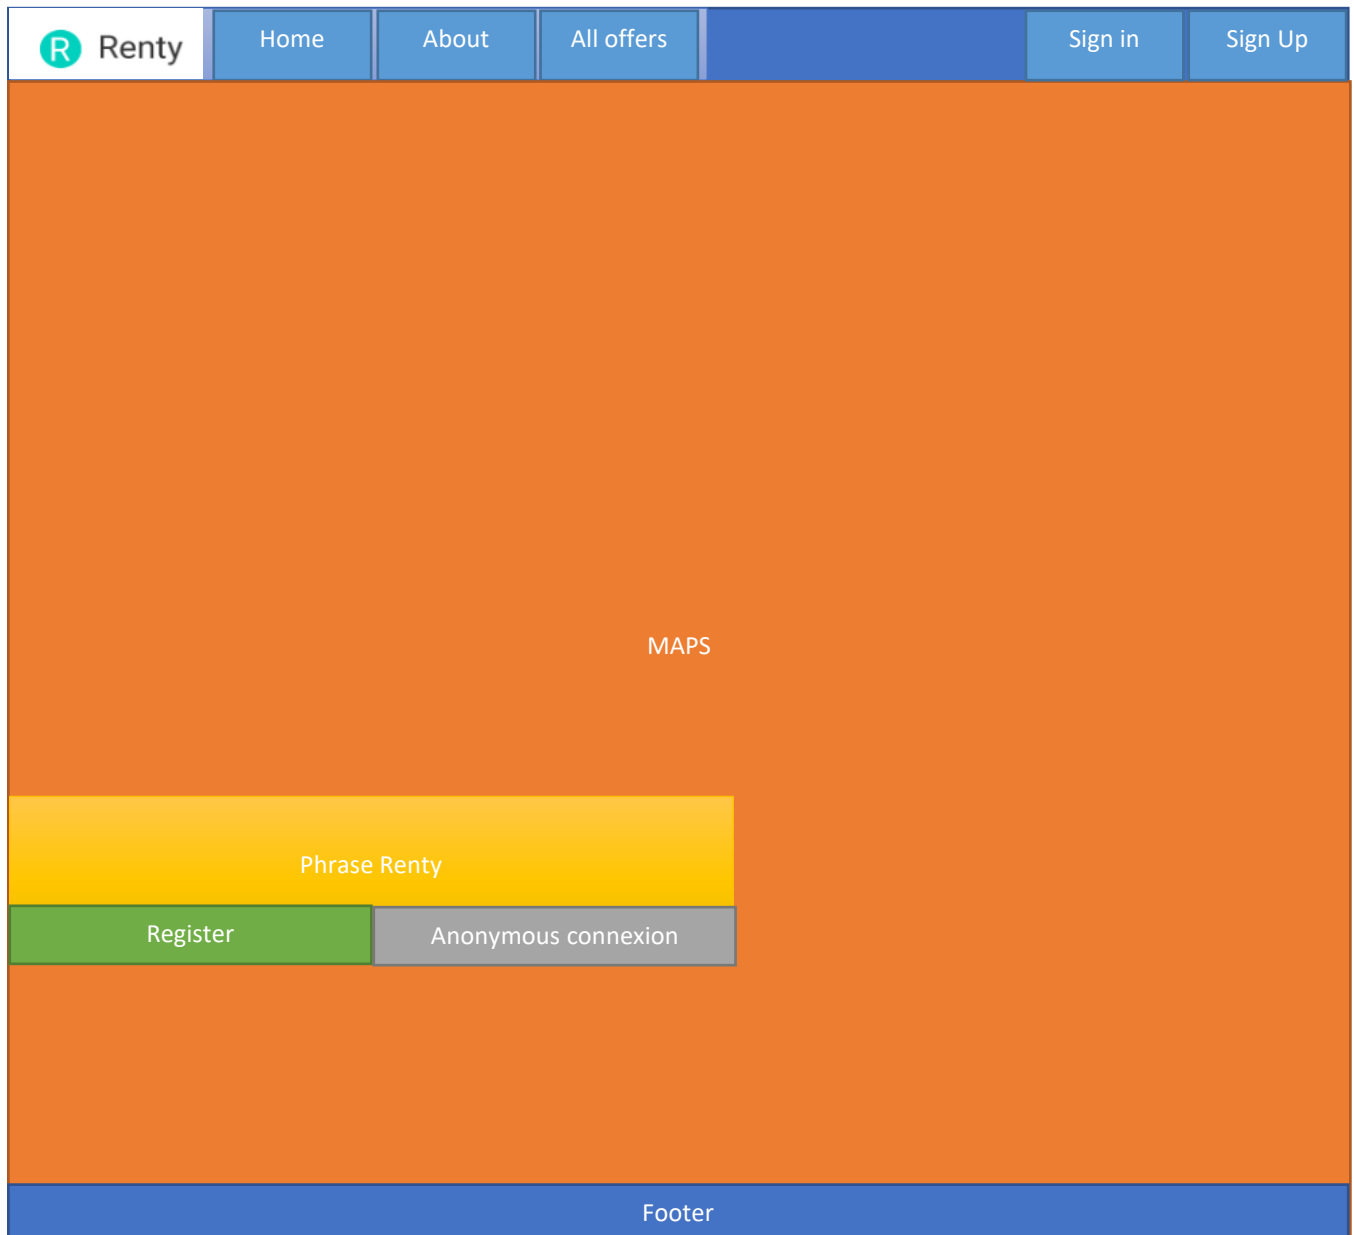 R Renty
Home
About
All offers
Sign in
Sign Up
MAPS
Phrase Renty
Register
Anonymous connexion
Footer